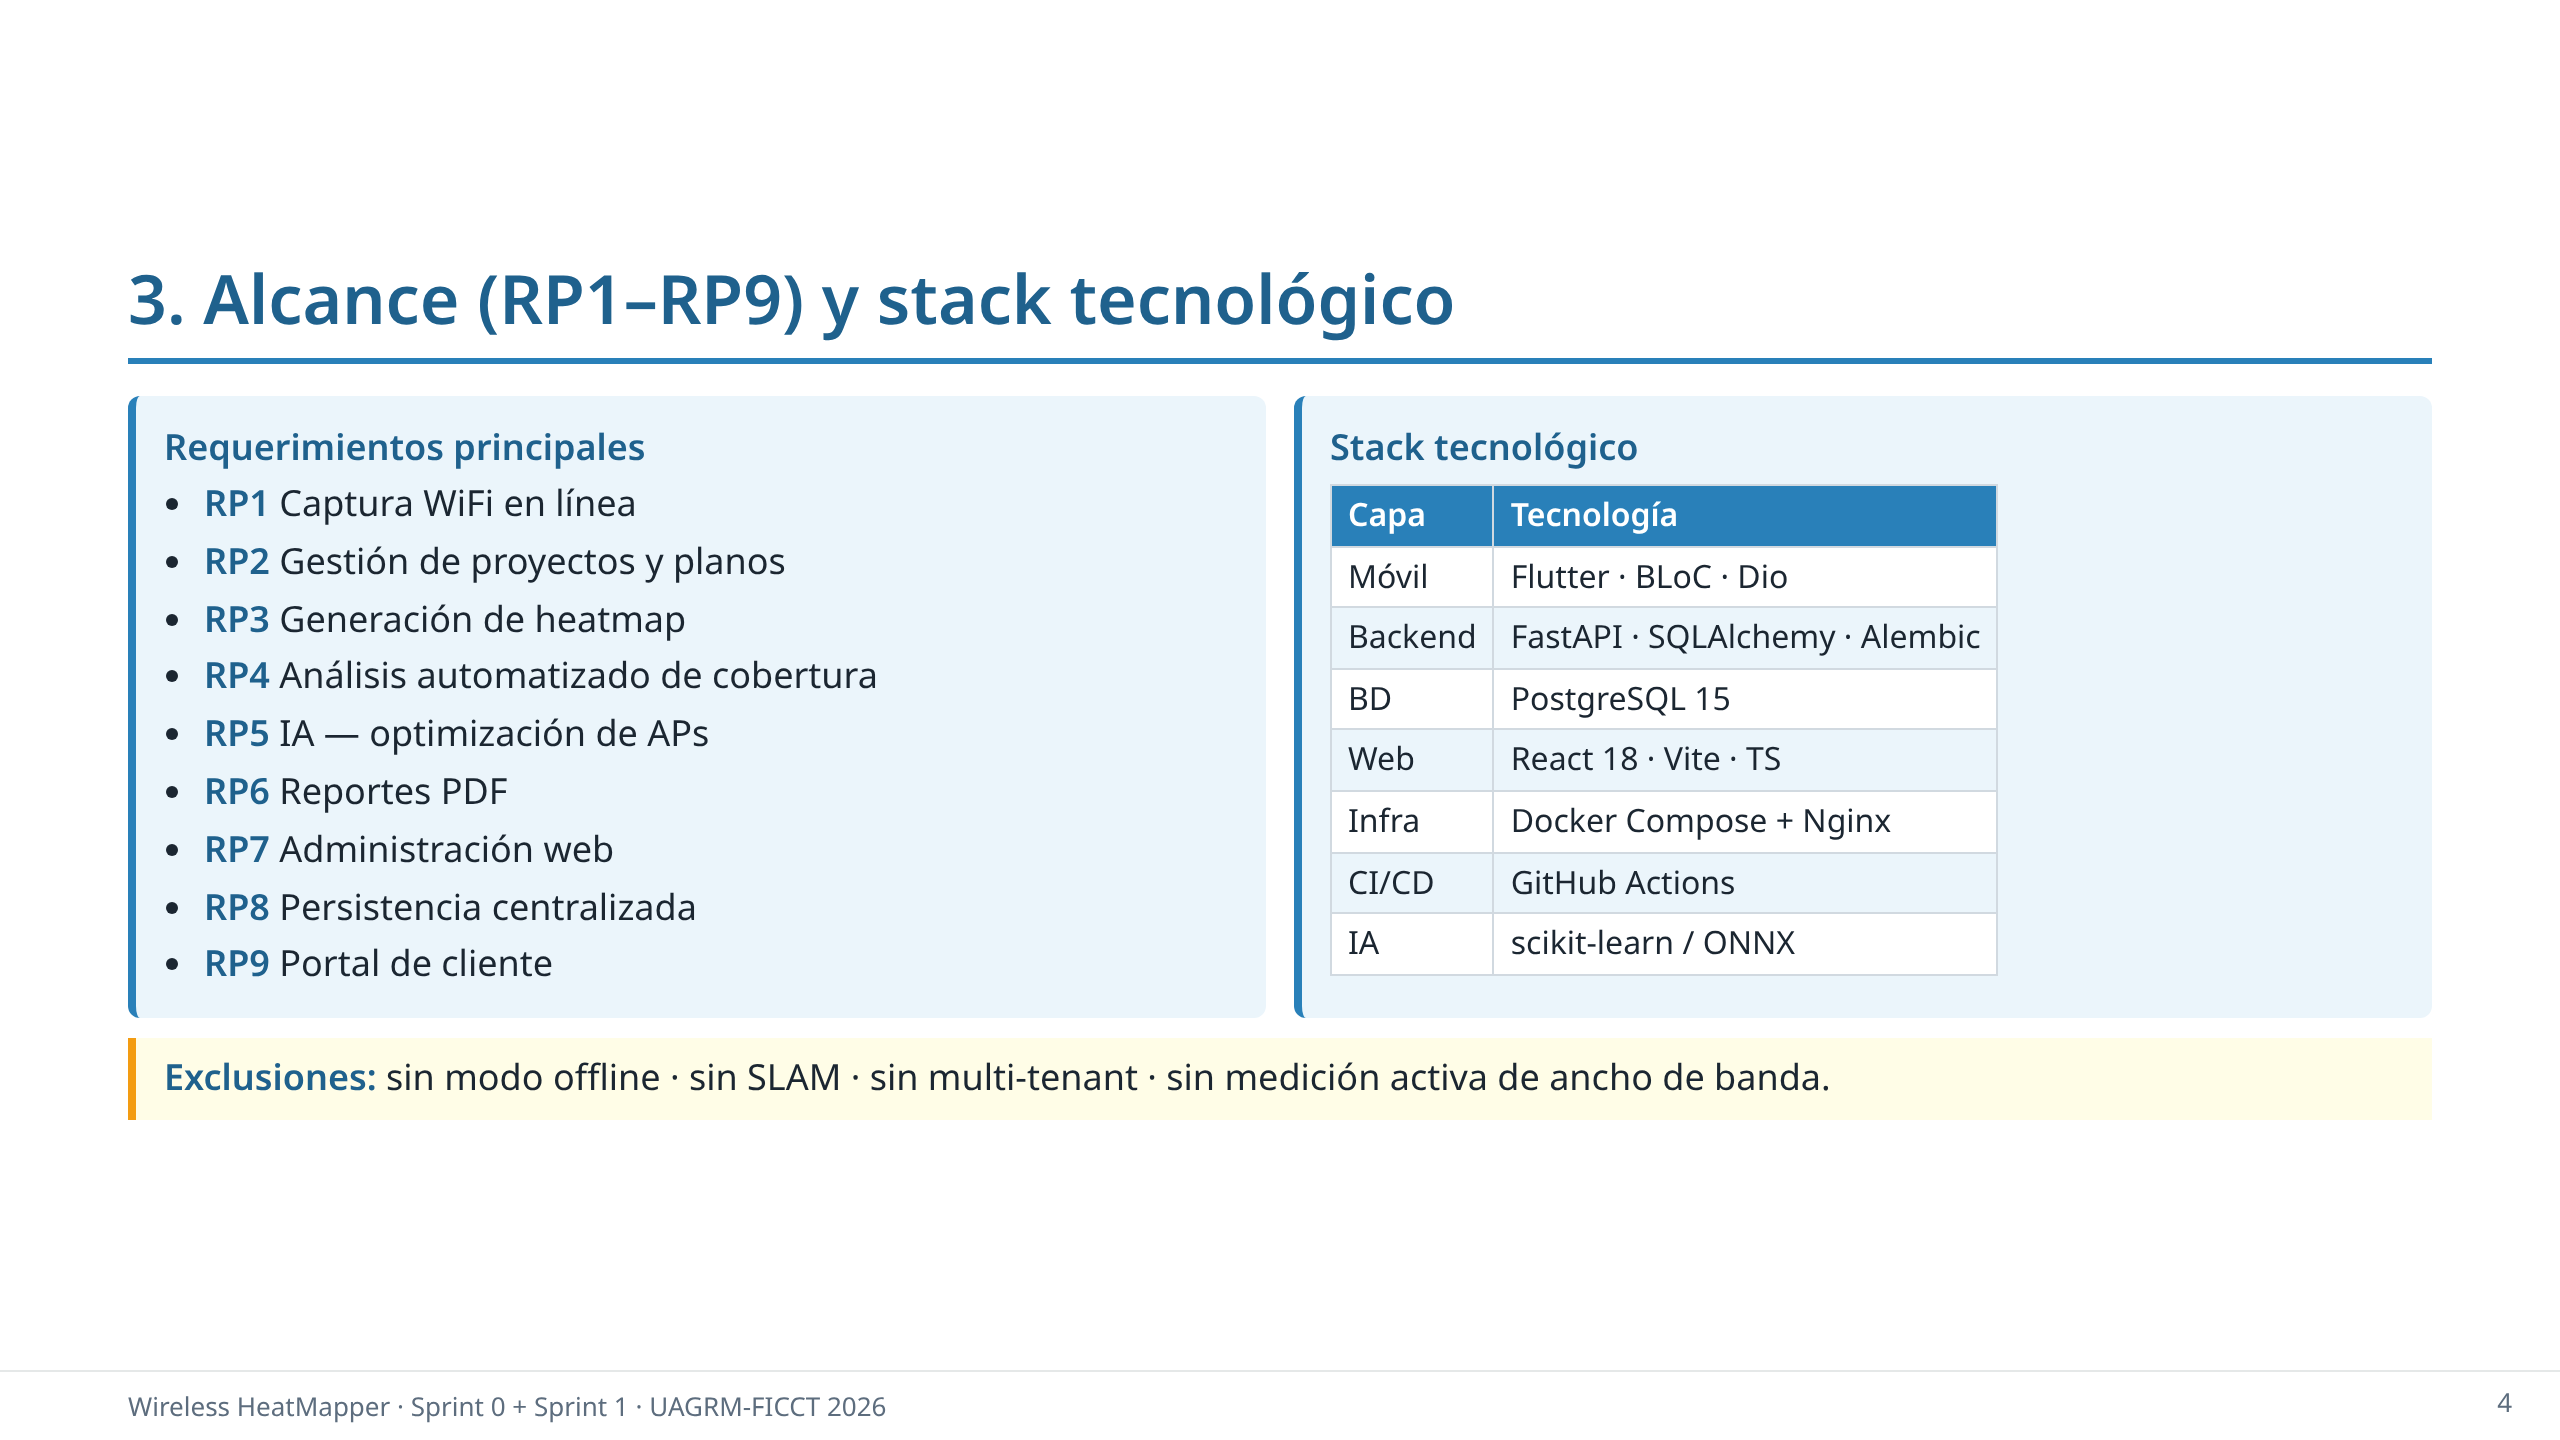 3. Alcance (RP1–RP9) y stack tecnológico
Requerimientos principales
• RP1 Captura WiFi en línea
• RP2 Gestión de proyectos y planos
• RP3 Generación de heatmap
• RP4 Análisis automatizado de cobertura
• RP5 IA — optimización de APs
• RP6 Reportes PDF
• RP7 Administración web
• RP8 Persistencia centralizada
• RP9 Portal de cliente
Stack tecnológico
Capa Tecnología
Móvil Flutter · BLoC · Dio
Backend FastAPI · SQLAlchemy · Alembic
BD PostgreSQL 15
Web React 18 · Vite · TS
Infra Docker Compose + Nginx
CI/CD GitHub Actions
IA scikit-learn / ONNX
Exclusiones: sin modo offline · sin SLAM · sin multi-tenant · sin medición activa de ancho de banda.
Wireless HeatMapper · Sprint 0 + Sprint 1 · UAGRM-FICCT 2026
4